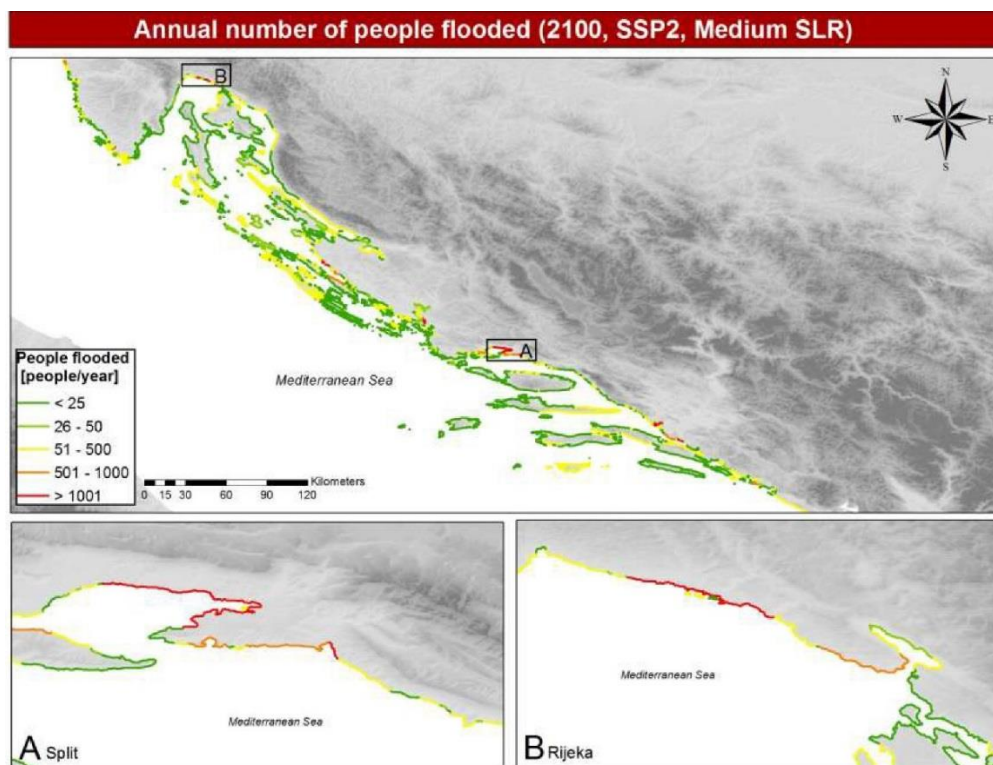 Annual number of people flooded (2100, SSP2, Medium SLR)
B
N
W E
S
A
People flooded
[people/year]
< 25
26 - 50
51 - 500
501 - 1000
> 1001
Mediterranean Sea
Kilometers
0 15 30 60 90 120
Mediterranean Sea
A Split
Mediterranean Sea
B Rijeka